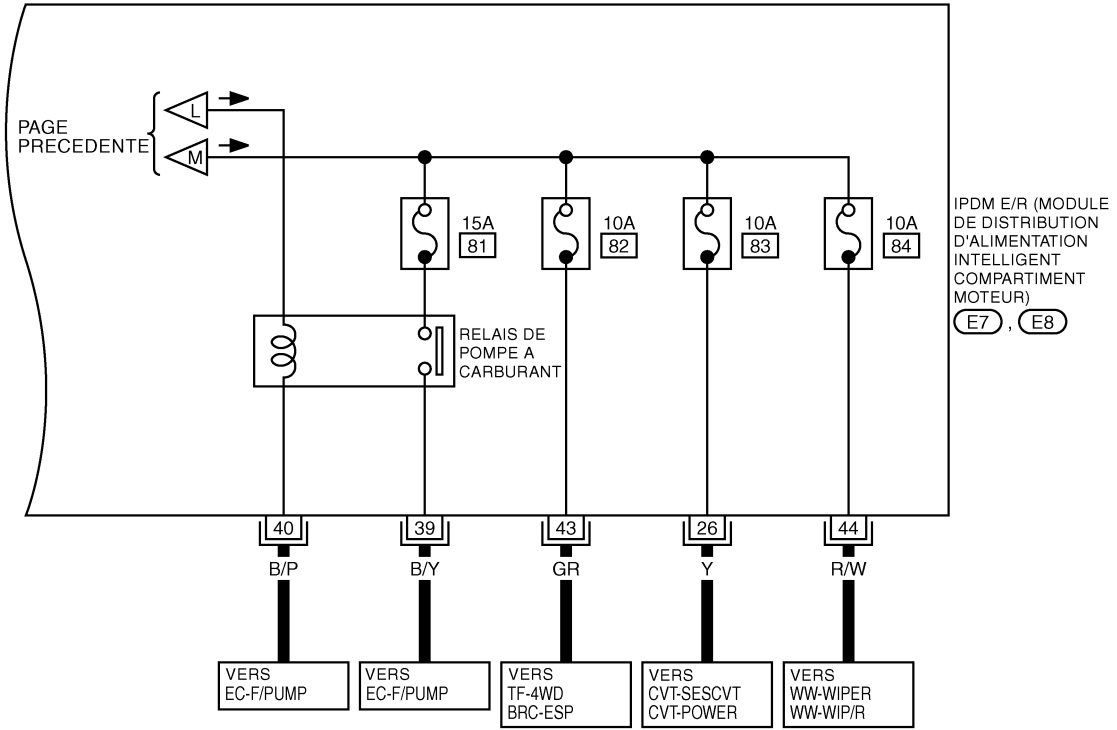 PAGE
PRECEDENTE
L
M
15A
81
10A
82
10A
83
10A
84
IPDM E/R (MODULE
DE DISTRIBUTION
D'ALIMENTATION
INTELLIGENT
COMPARTIMENT
MOTEUR)
E7 , E8
RELAIS DE
POMPE A
CARBURANT
40
39
43
26
44
B/P
B/Y
GR
Y
R/W
VERS
EC-F/PUMP
VERS
EC-F/PUMP
VERS
TF-4WD
BRC-ESP
VERS
CVT-SESCVT
CVT-POWER
VERS
WW-WIPER
WW-WIP/R